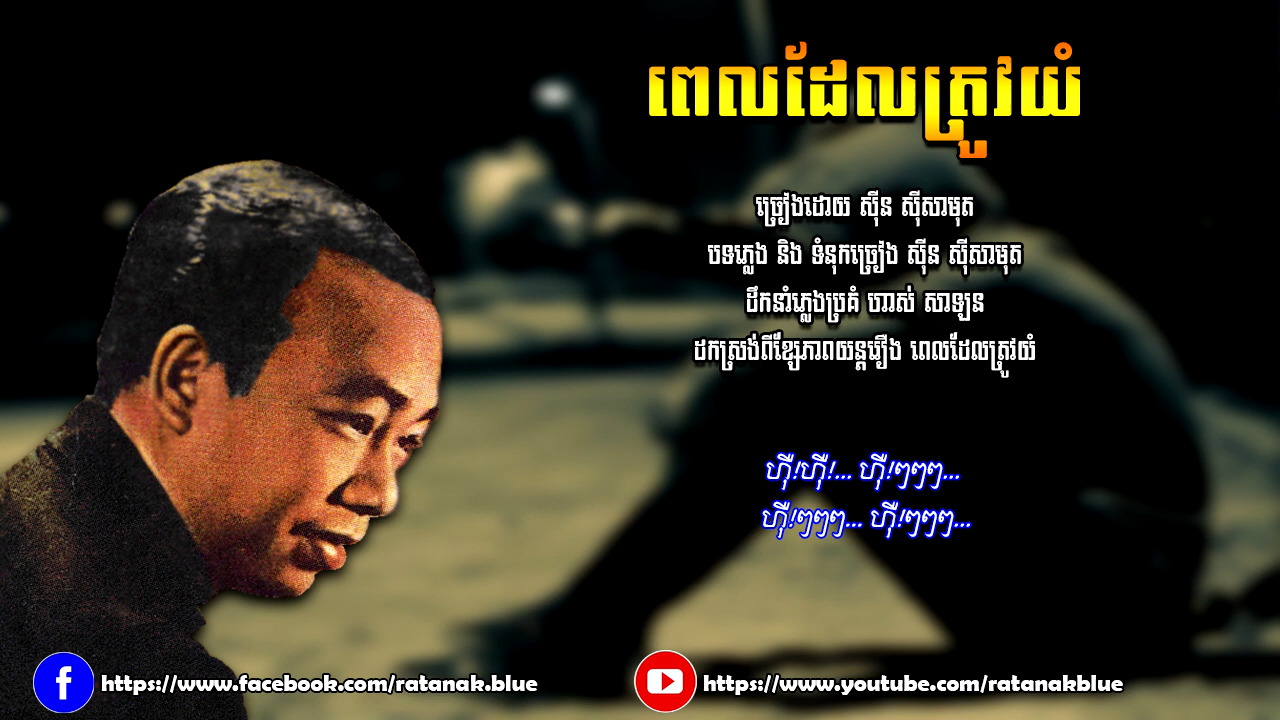 ពេលដែលត្រូវយំ
ច្រៀងដោយ ស៊ីន ស៊ីសាមុត
បទភ្លេង និង ទំនុកច្រៀង ស៊ីន ស៊ីសាមុត
ដឹកនាំភ្លេងប្រគំ ហាស់ សាឡន
ដកស្រង់ពីខ្សែភាពយន្តរឿង ពេលដែលត្រូវយំ
ហ៊ឺ!ហ៊ឺ!... ហ៊ឺ!ៗៗៗ...
ហ៊ឺ!ៗៗៗ... ហ៊ឺ!ៗៗៗ...
https://www.facebook.com/ratanak.blue
https://www.youtube.com/ratanakblue